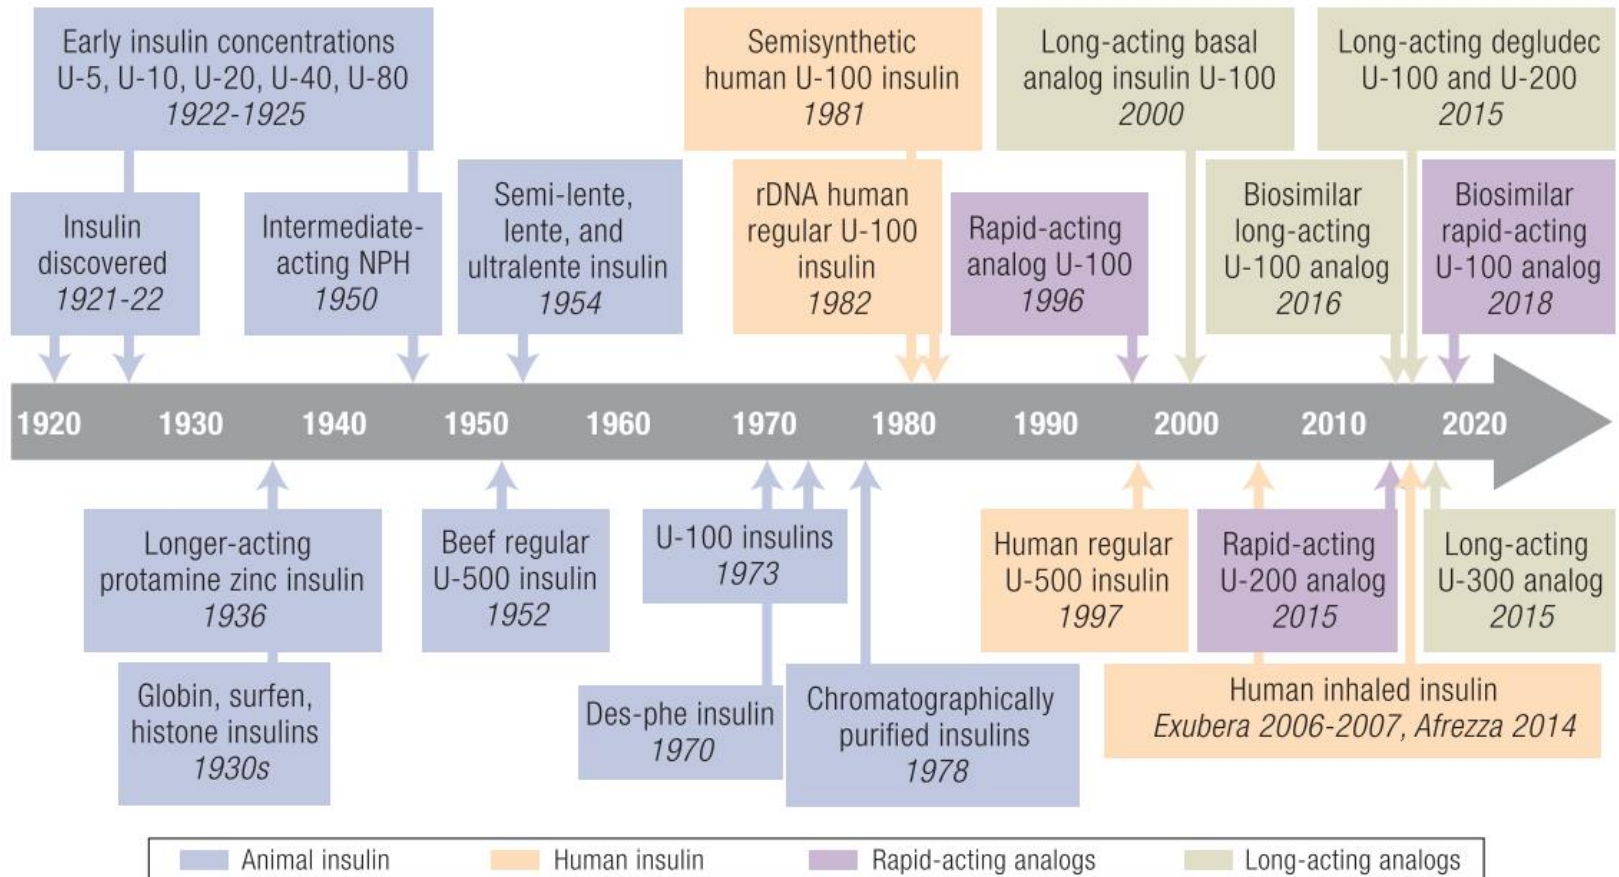 Early insulin concentrations
U-5, U-10, U-20, U-40, U-80
1922-1925
Semisynthetic
human U-100 insulin
1981
Long-acting basal
analog insulin U-100
2000
Long-acting degludec
U-100 and U-200
2015
Insulin
discovered
1921-22
Intermediate-
acting NPH
1950
Semi-lente,
lente, and
ultralente insulin
1954
rDNA human
regular U-100
insulin
1982
Rapid-acting
analog U-100
1996
Biosimilar
long-acting
U-100 analog
2016
Biosimilar
rapid-acting
U-100 analog
2018
1920 1930 1940 1950 1960 1970 1980 1990 2000 2010 2020
Longer-acting
protamine zinc insulin
1936
Beef regular
U-500 insulin
1952
U-100 insulins
1973
Human regular
U-500 insulin
1997
Rapid-acting
U-200 analog
2015
Long-acting
U-300 analog
2015
Globin, surfen,
histone insulins
1930s
Des-phe insulin
1970
Chromatographically
purified insulins
1978
Human inhaled insulin
Exubera 2006-2007, Afrezza 2014
Animal insulin Human insulin Rapid-acting analogs Long-acting analogs